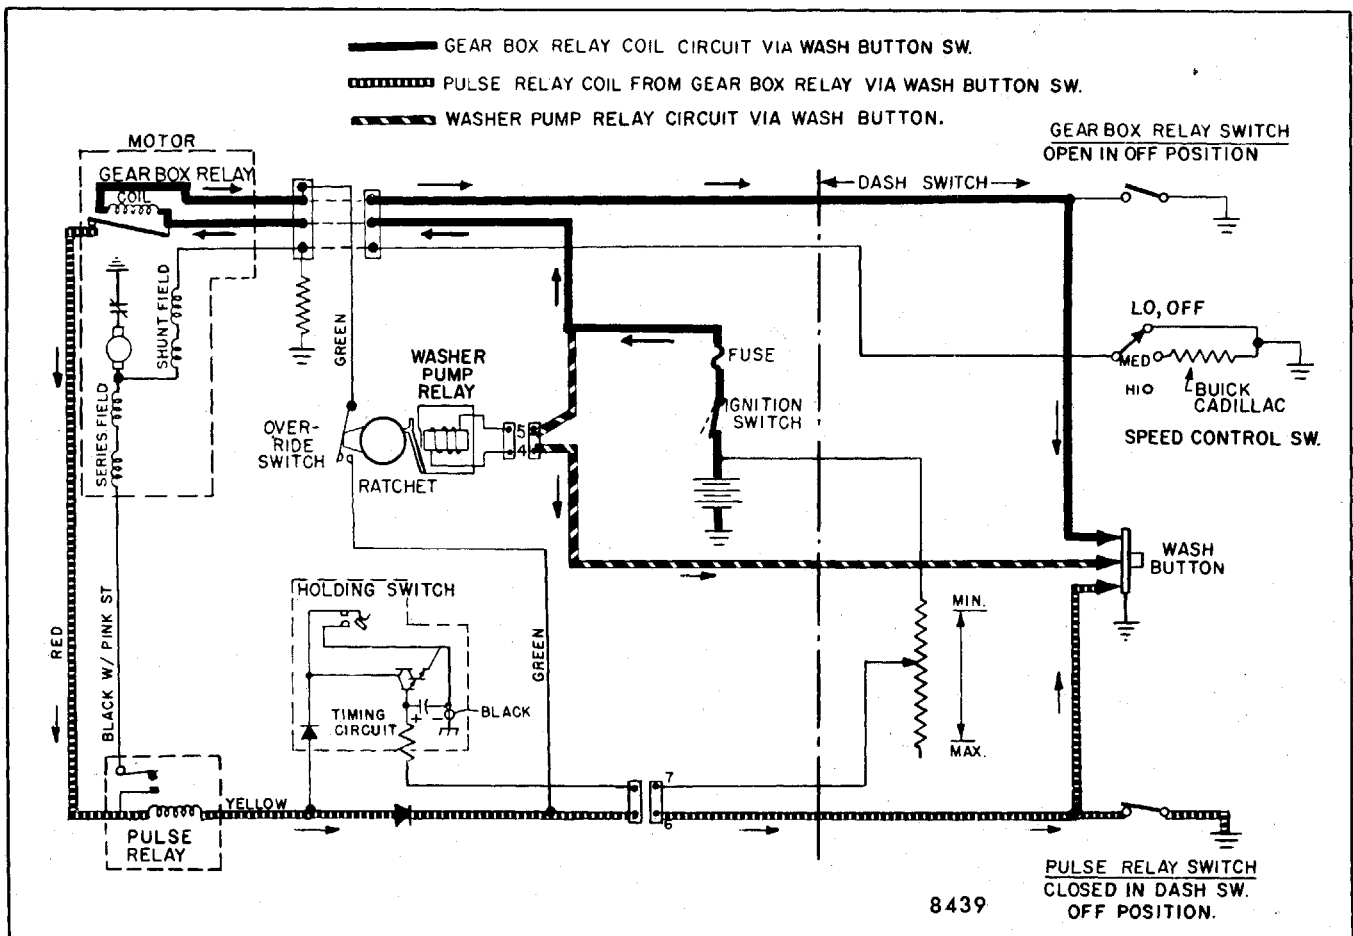 GEAR BOX RELAY COIL CIRCUIT VIA WASH BUTTON SW.
PULSE RELAY COIL FROM GEAR BOX RELAY VIA WASH BUTTON SW.
WASHER PUMP RELAY CIRCUIT VIA WASH BUTTON.
MOTOR
GEAR BOX RELAY
COIL
GEAR BOX RELAY SWITCH
OPEN IN OFF POSITION
DASH SWITCH
SHUNT FIELD
SERIES FIELD
GREEN
WASHER
PUMP
RELAY
FUSE
IGNITION
SWITCH
LO, OFF
MED
HI
BUICK
CADILLAC
SPEED CONTROL SW.
OVER-
RIDE
SWITCH
5
4
RATCHET
WASH
BUTTON
HOLDING SWITCH
MIN.
RED
BLACK W/ PINK ST
GREEN
TIMING
CIRCUIT
+
-
BLACK
MAX.
7
6
YELLOW
PULSE
RELAY
PULSE RELAY SWITCH
CLOSED IN DASH SW.
OFF POSITION.
8439